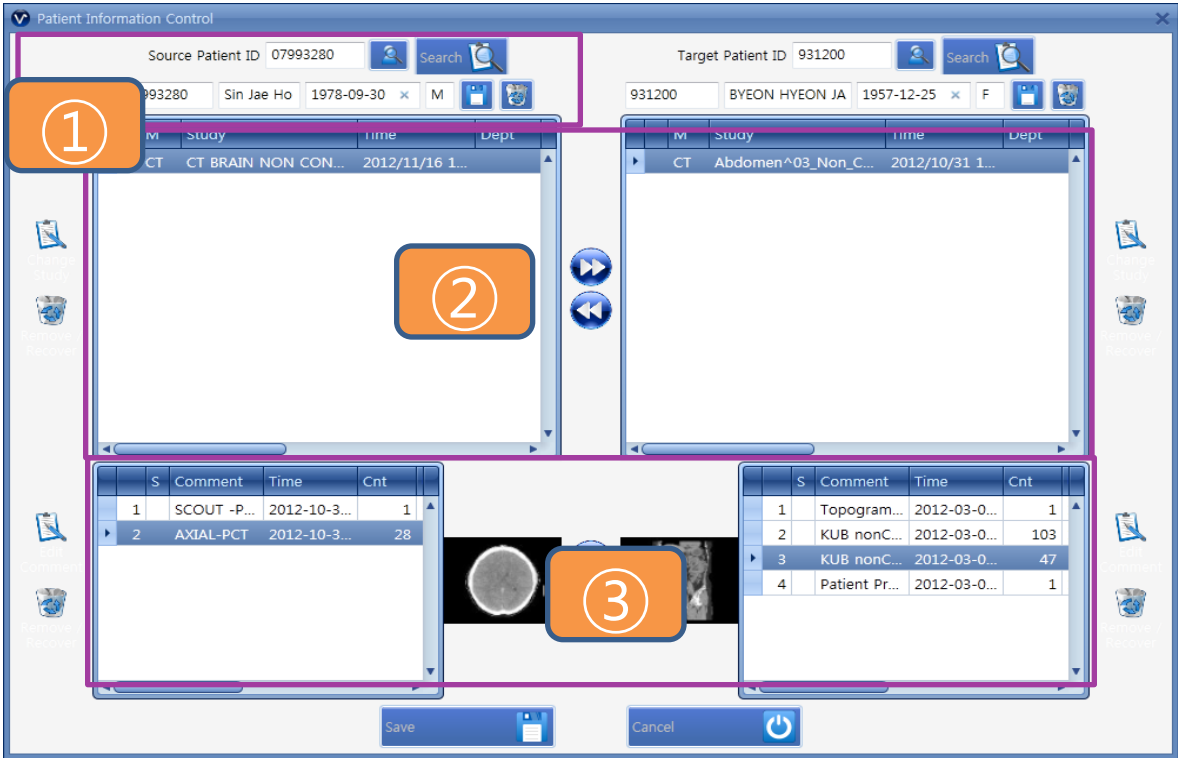 Patient Information Control
Source Patient ID 07993280 Search
Target Patient ID 931200 Search
993280 Sin Jae Ho 1978-09-30 × M
931200 BYEON HYEON JA 1957-12-25 × F
①
M Study Time Dept
CT CT BRAIN NON CON... 2012/11/16 1...
M Study Time Dept
CT Abdomen^03_Non_C... 2012/10/31 1...
Change
Study
Remove -
Recover
②
Change
Study
Remove -
Recover
S Comment Time Cnt
1 SCOUT -P... 2012-10-3... 1
2 AXIAL-PCT 2012-10-3... 28
Edit
Comment
Remove -
Recover
③
S Comment Time Cnt
1 Topogram... 2012-03-0... 1
2 KUB nonC... 2012-03-0... 103
3 KUB nonC... 2012-03-0... 47
4 Patient Pr... 2012-03-0... 1
Edit
Comment
Remove -
Recover
Save
Cancel